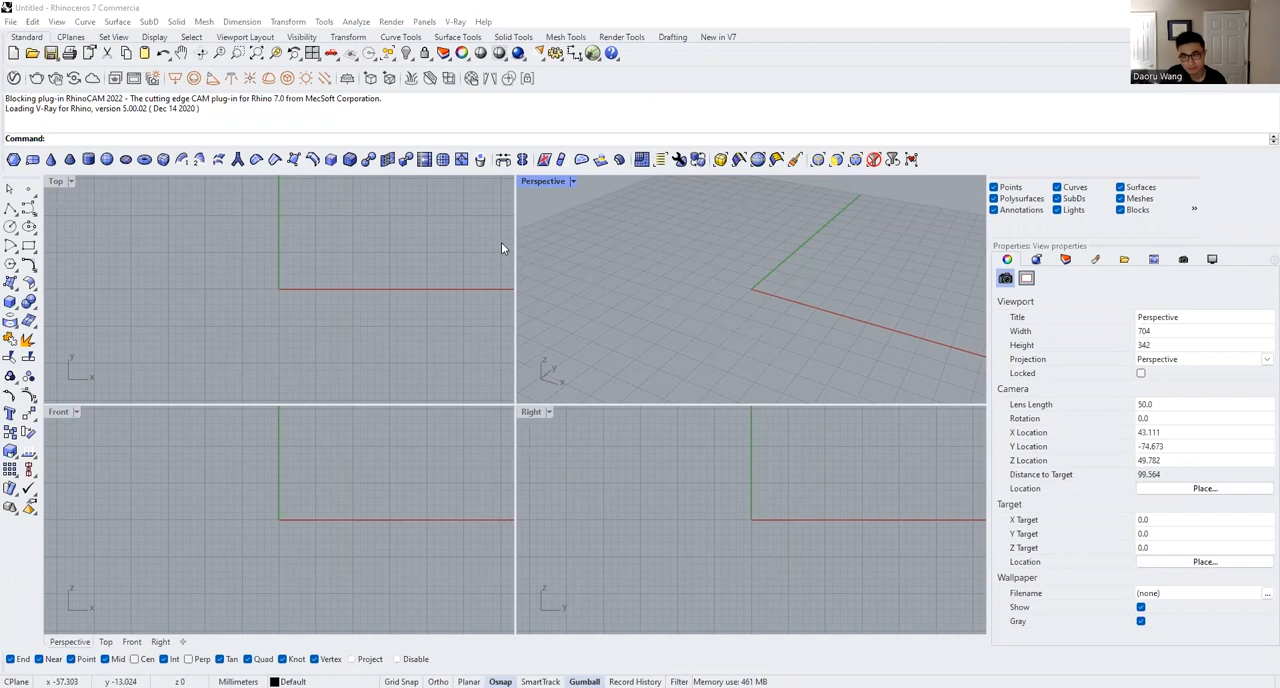 Untitled - Rhinoceros 7 Commercia
File Edit View Curve Surface SubD Solid Mesh Dimension Transform Tools Analyze Render Panels V-Ray Help
Standard CPlanes Set View Display Select Viewport Layout Visibility Transform Curve Tools Surface Tools Solid Tools Mesh Tools Render Tools Drafting New in V7
Daoru Wang
Blocking plug-in RhinoCAM 2022 - The cutting edge CAM plug-in for Rhino 7.0 from MecSoft Corporation.
Loading V-Ray for Rhino, version 5.00.02 ( Dec 14 2020 )
Command:
Top
y
x
Perspective
z
y
x
Front
z
x
Right
z
y
Points Curves Surfaces
Polysurfaces SubDs Meshes
Annotations Lights Blocks »
Properties: View properties
Viewport
Title Perspective
Width 704
Height 342
Projection Perspective
Locked
Camera
Lens Length 50.0
Rotation 0.0
X Location 43.111
Y Location -74.673
Z Location 49.782
Distance to Target 99.564
Location Place...
Target
X Target 0.0
Y Target 0.0
Z Target 0.0
Location Place...
Wallpaper
Filename (none) ...
Show
Gray
Perspective Top Front Right
End Near Point Mid Cen Int Perp Tan Quad Knot Vertex Project Disable
CPlane x -57.303 y -13.024 z 0 Millimeters Default Grid Snap Ortho Planar Osnap SmartTrack Gumball Record History Filter Memory use: 461 MB